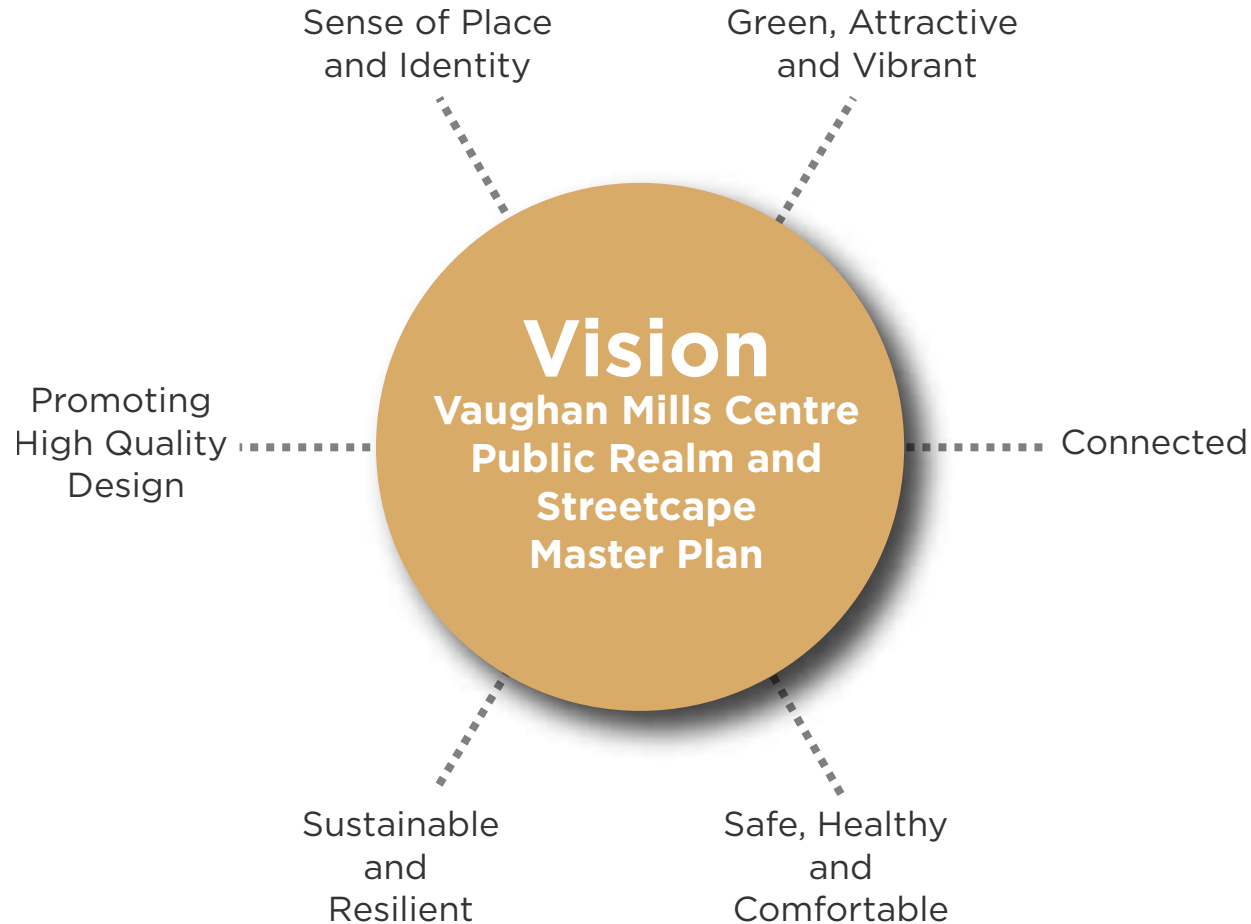 Sense of Place
and Identity
Green, Attractive
and Vibrant
Vision
Vaughan Mills Centre
Public Realm and
Streetscape
Master Plan
Promoting
High Quality
Design
Connected
Sustainable
and
Resilient
Safe, Healthy
and
Comfortable